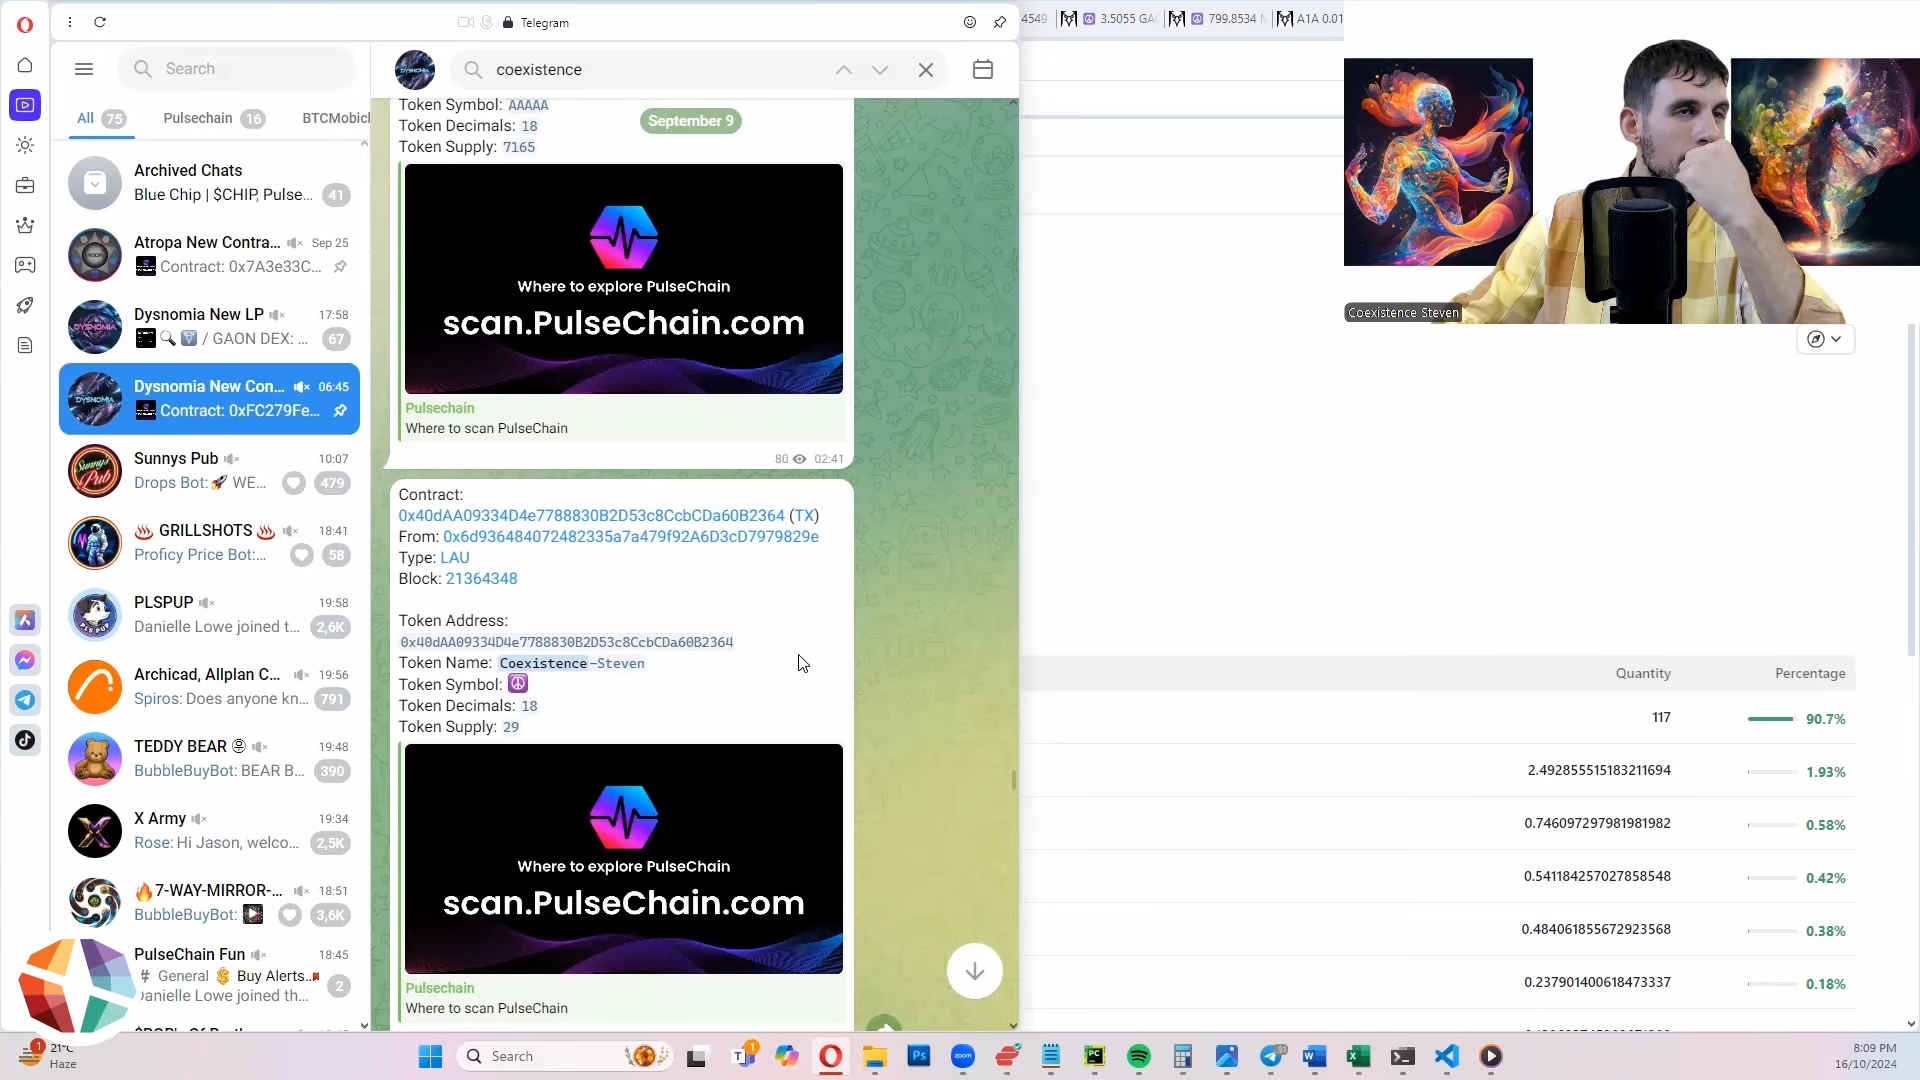 Telegram
4549
3.5055 GAO
799.8534
A1A 0.01
Search
coexistence
All 75
Pulsechain 16
BTCMobick
Archived Chats
Blue Chip | $CHIP, Pulse... 41
Atropa New Contra... Sep 25
Contract: 0x7A3e33C...
Dysnomia New LP 17:58
/ GAON DEX: ... 67
Dysnomia New Con... 06:45
Contract: 0xFC279Fe...
Sunnys Pub 10:07
Drops Bot:🚀 WE... 479
♨️ GRILLSHOTS ♨️ 18:41
Proficy Price Bot:... 58
PLSPUP 19:58
Danielle Lowe joined t... 2,6K
Archicad, Allplan C... 19:56
Spiros: Does anyone kn... 791
TEDDY BEAR 19:48
BubbleBuyBot: BEAR B... 390
X Army 19:34
Rose: Hi Jason, welco... 2,5K
🔥7-WAY-MIRROR-... 18:51
BubbleBuyBot: 3,6K
PulseChain Fun 18:45
# General 💲 Buy Alerts...
Danielle Lowe joined th... 2
Token Symbol: AAAAA
Token Decimals: 18
Token Supply: 7165
September 9
Where to explore PulseChain
scan.PulseChain.com
Pulsechain
Where to scan PulseChain
80 02:41
Contract:
0x40dAA09334D4e7788830B2D53c8CcbCDa60B2364 (TX)
From: 0x6d936484072482335a7a479f92A6D3cD7979829e
Type: LAU
Block: 21364348
Token Address:
0x40dAA09334D4e7788830B2D53c8CcbCDa60B2364
Token Name: Coexistence-Steven
Token Symbol: ☮
Token Decimals: 18
Token Supply: 29
Where to explore PulseChain
scan.PulseChain.com
Pulsechain
Where to scan PulseChain
Coexistence Steven
Quantity Percentage
117 90.7%
2.492855515183211694 1.93%
0.746097297981981982 0.58%
0.541184257027858548 0.42%
0.484061855672923568 0.38%
0.237901400618473337 0.18%
1
21°C
Haze
Search
8:09 PM
16/10/2024